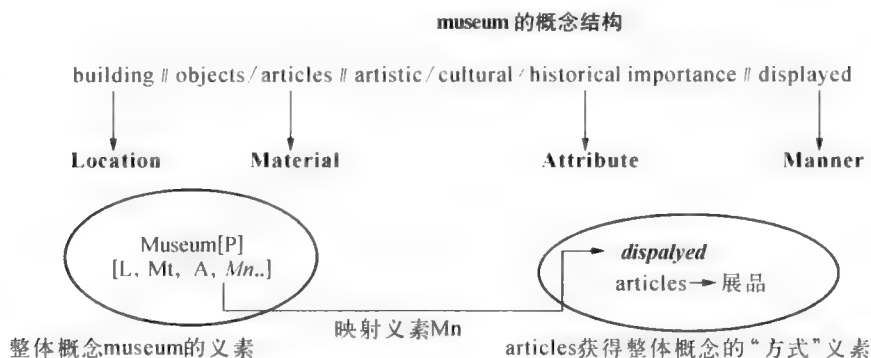 museum 的概念结构
building // objects/articles // artistic/cultural/historical importance // displayed
Location Material Attribute Manner
Museum[P]
[L, Mt, A, Mn..]
dispalyed
articles→展品
映射义素Mn
整体概念museum的义素
articles获得整体概念的“方式”义素